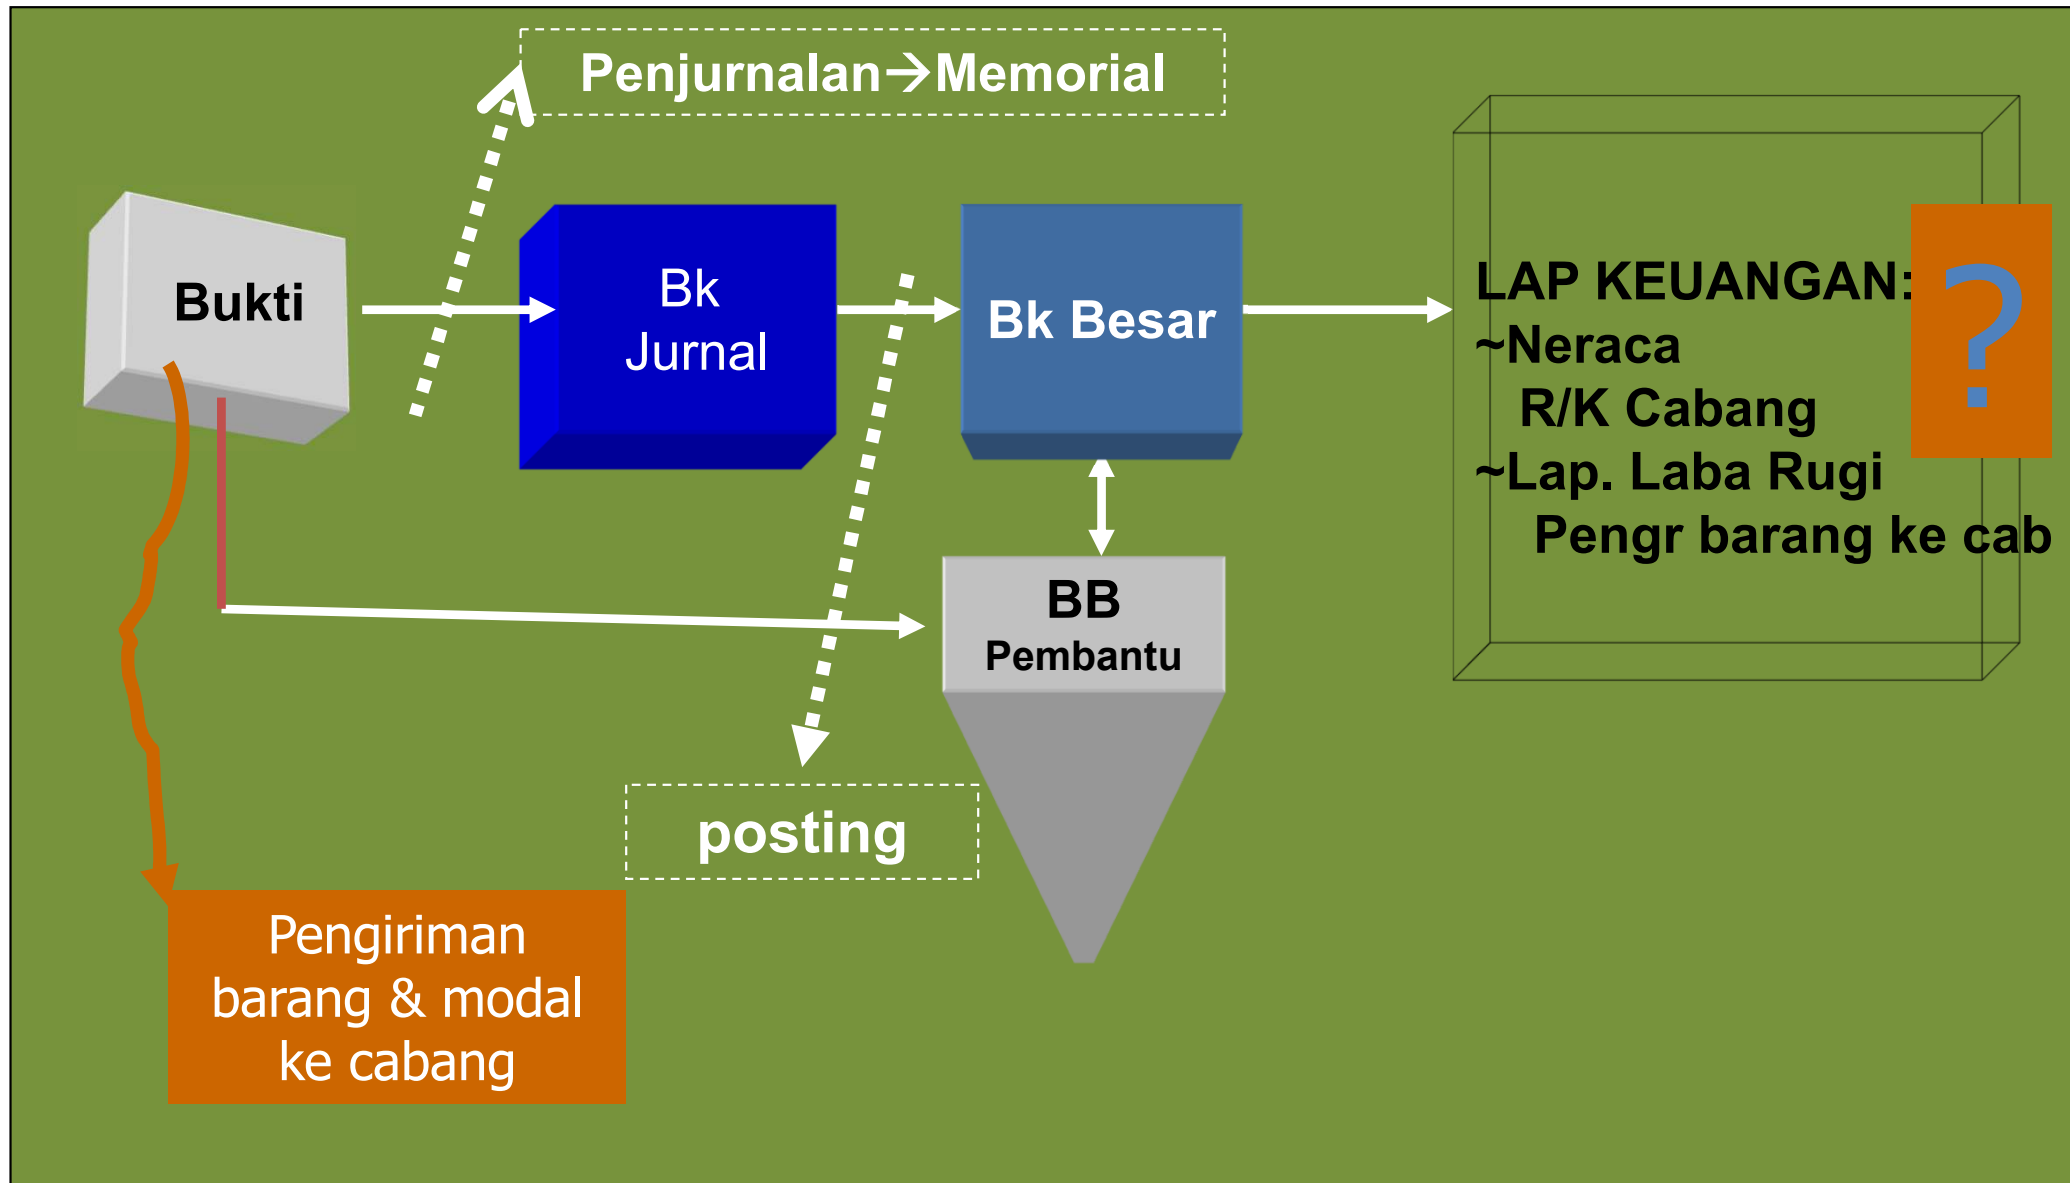 Penjurnalan→Memorial
Bukti
Bk
Jurnal
Bk Besar
LAP KEUANGAN:
~Neraca
R/K Cabang
~Lap. Laba Rugi
Pengr barang ke cab
?
BB
Pembantu
posting
Pengiriman
barang & modal
ke cabang